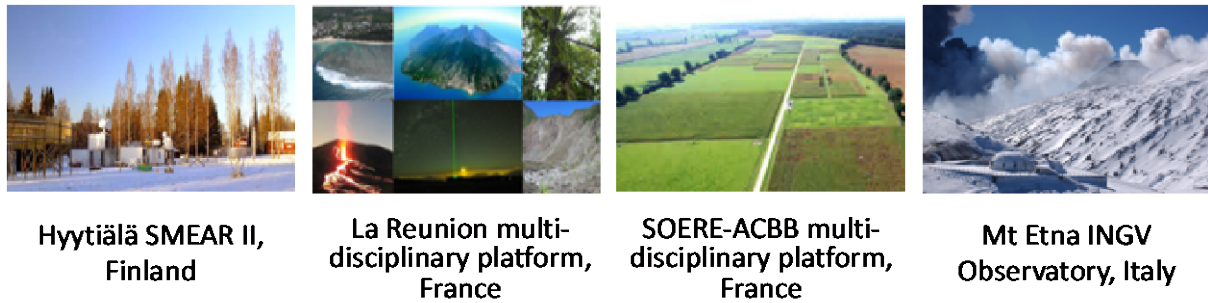 Hyytiälä SMEAR II,
Finland
La Reunion multi-
disciplinary platform,
France
SOERE-ACBB multi-
disciplinary platform,
France
Mt Etna INGV
Observatory, Italy